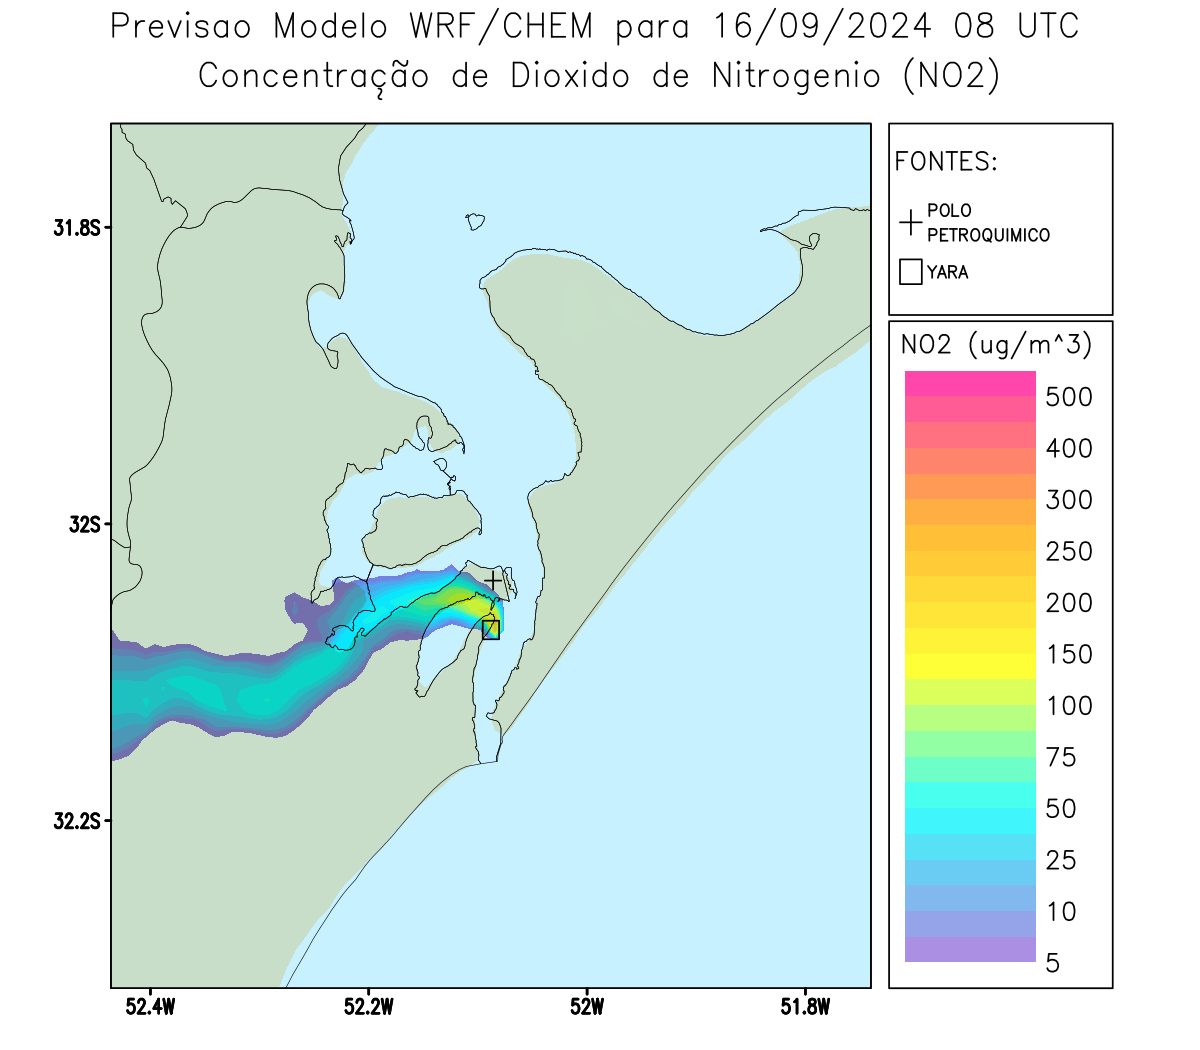 Previsao Modelo WRF/CHEM para 16/09/2024 08 UTC
Concentração de Dioxido de Nitrogenio (NO2)
FONTES:
POLO
PETROQUIMICO
YARA
NO2 (ug/m^3)
500
400
300
250
200
150
100
75
50
25
10
5
31.8S
32S
32.2S
52.4W
52.2W
52W
51.8W